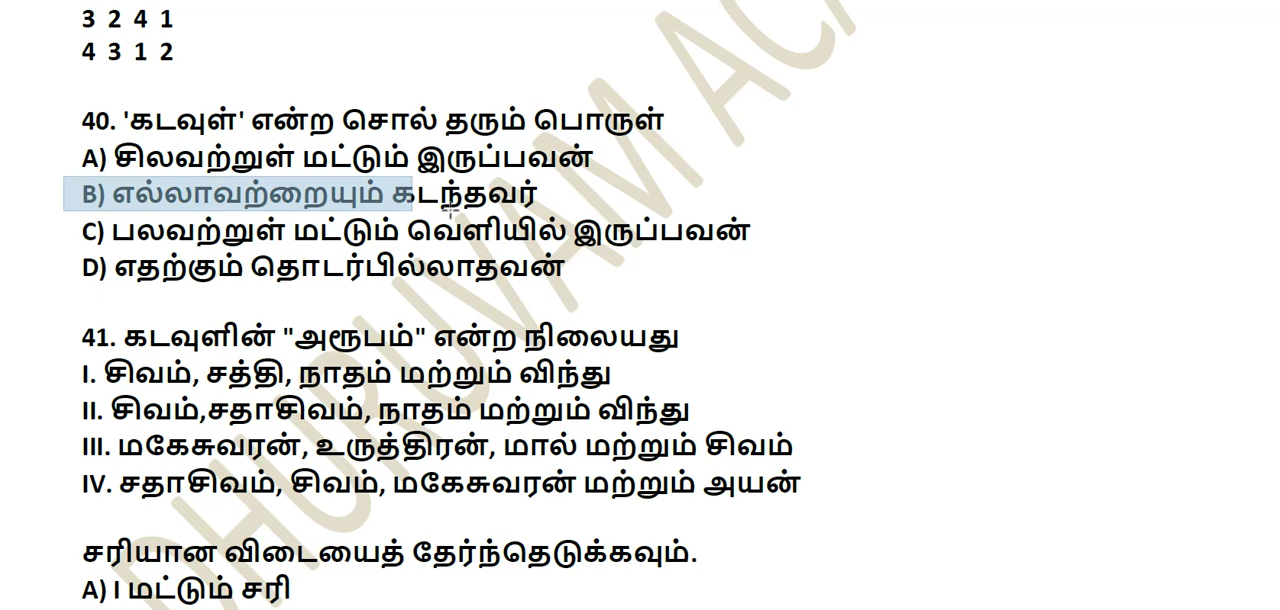 3 2 4 1
4 3 1 2
40. 'கடவுள்' என்ற சொல் தரும் பொருள்
A) சிலவற்றுள் மட்டும் இருப்பவன்
B) எல்லாவற்றையும் கடந்தவர்
C) பலவற்றுள் மட்டும் வெளியில் இருப்பவன்
D) எதற்கும் தொடர்பில்லாதவன்
41. கடவுளின் "அரூபம்" என்ற நிலையது
I. சிவம், சத்தி, நாதம் மற்றும் விந்து
II. சிவம்,சதாசிவம், நாதம் மற்றும் விந்து
III. மகேசுவரன், உருத்திரன், மால் மற்றும் சிவம்
IV. சதாசிவம், சிவம், மகேசுவரன் மற்றும் அயன்
சரியான விடையைத் தேர்ந்தெடுக்கவும்.
A) I மட்டும் சரி
DHURUVAM ACA